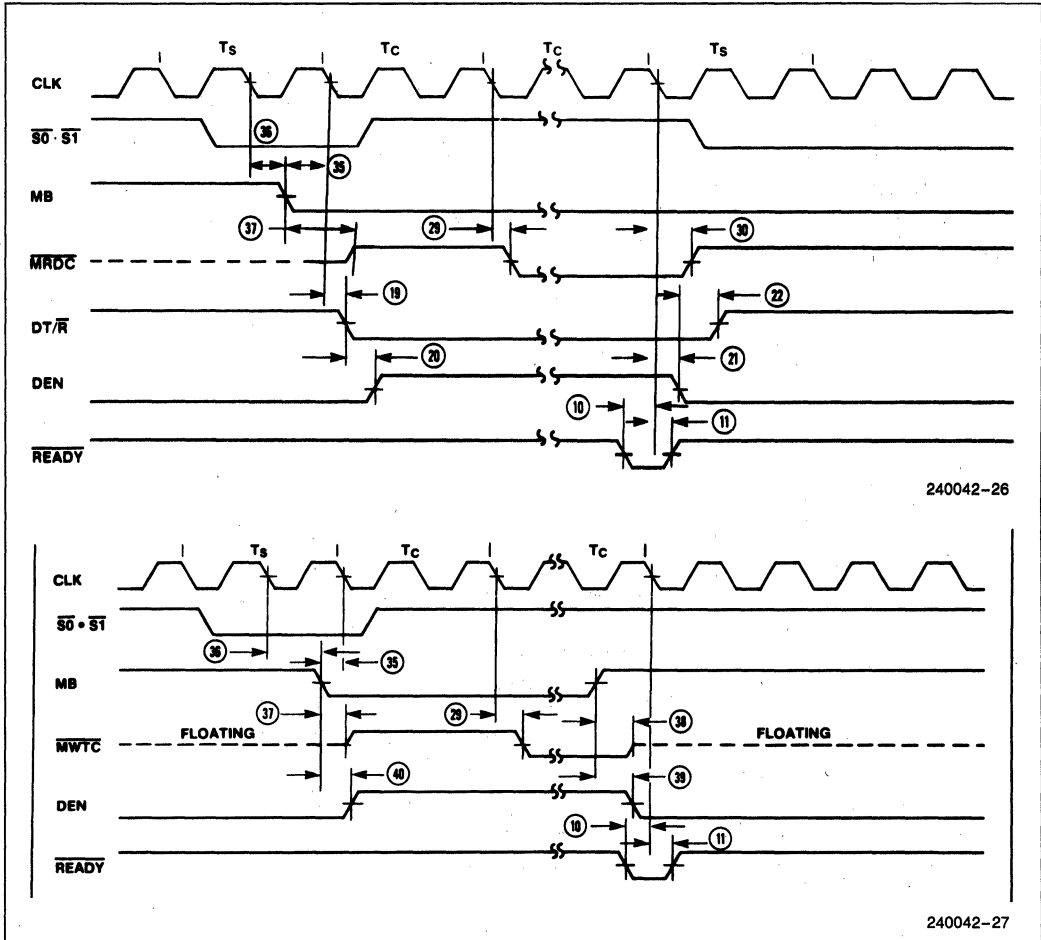 Ts Tc Tc Ts
CLK
S0 · S1
36
35
MB
37 29 30
MRDC
19
22
DT/R
20 21
DEN
10
11
READY
240042-26
Ts Tc Tc
CLK
S0 • S1
36 35
MB
37 29 38
FLOATING FLOATING
MWTC
40 39
DEN
10
11
READY
240042-27